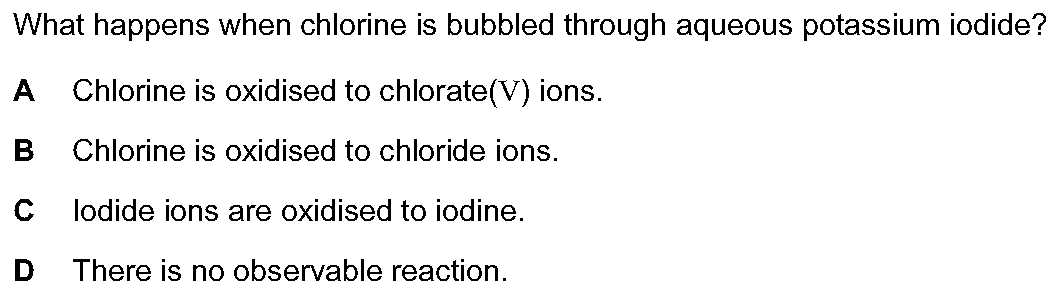 What happens when chlorine is bubbled through aqueous potassium iodide?
A Chlorine is oxidised to chlorate(V) ions.
B Chlorine is oxidised to chloride ions.
C Iodide ions are oxidised to iodine.
D There is no observable reaction.